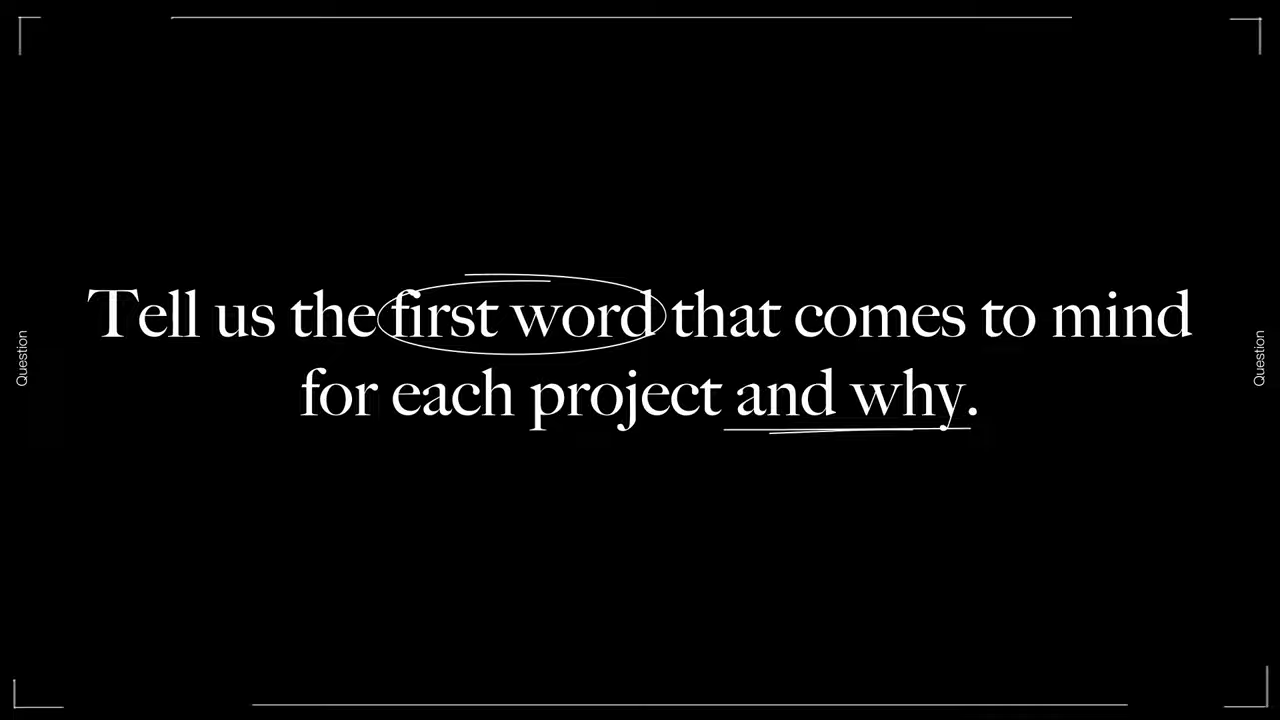 Tell us the first word that comes to mind
for each project and why.
Question
Question